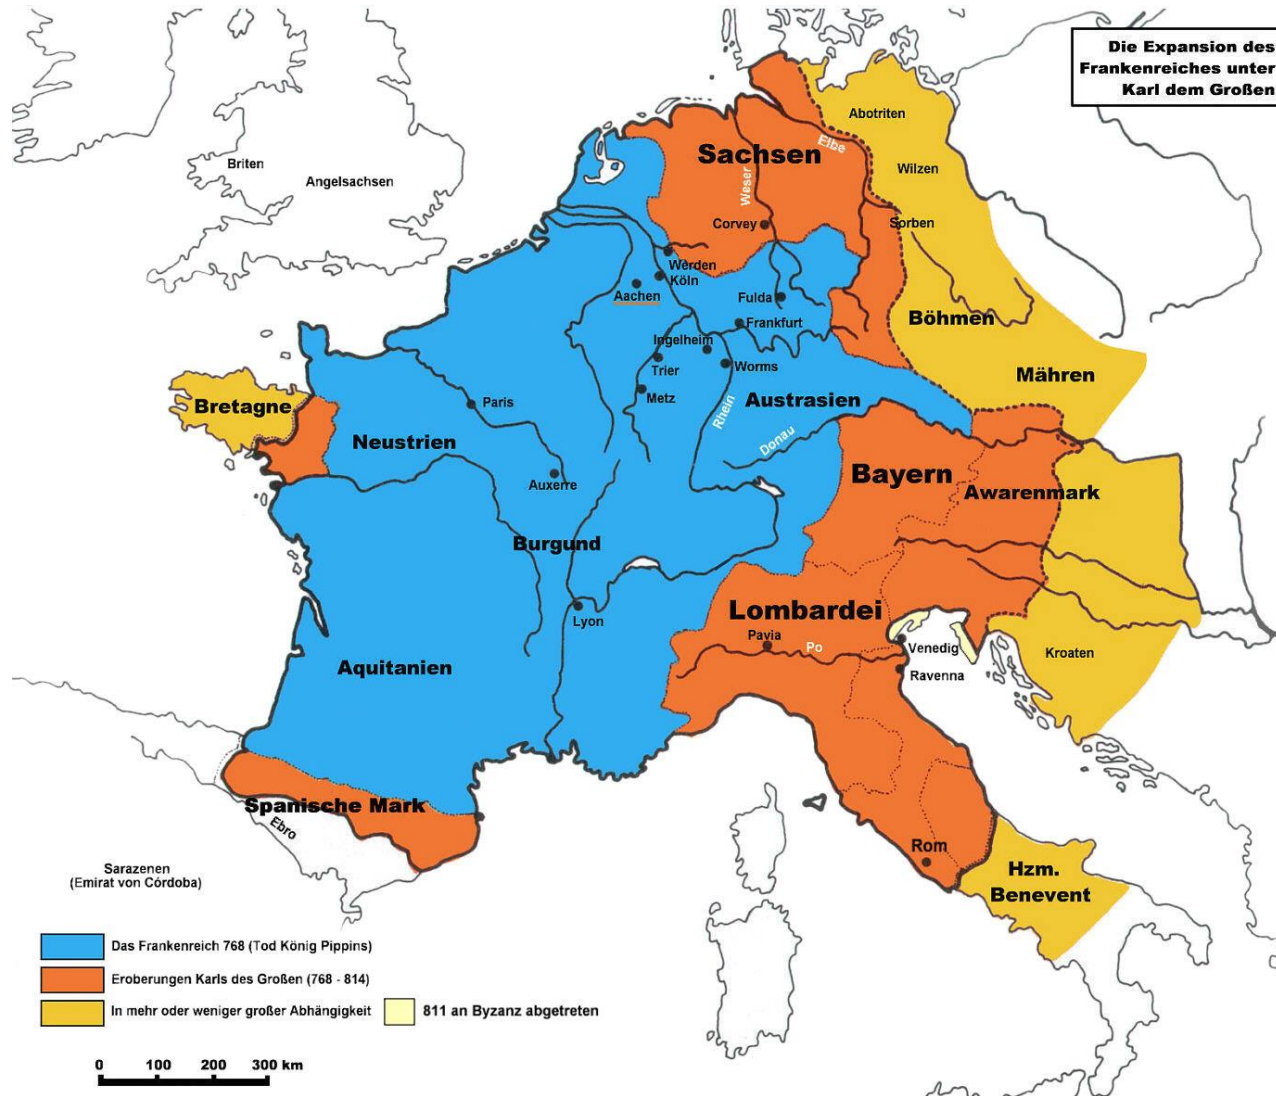 Die Expansion des
Frankenreiches unter
Karl dem Großen
Abotriten
Elbe
Sachsen
Briten
Wilzen
Angelsachsen
Weser
Corvey
Sorben
Werden
Köln
Aachen
Fulda
Böhmen
Frankfurt
Ingelheim
Trier
Worms
Mähren
Metz
Austrasien
Bretagne
Paris
Rhein
Neustrien
Donau
Bayern
Auxerre
Awarenmark
Burgund
Lombardei
Lyon
Pavia
Po
Venedig
Kroaten
Aquitanien
Ravenna
Spanische Mark
Ebro
Rom
Sarazenen
(Emirat von Córdoba)
Hzm.
Benevent
Das Frankenreich 768 (Tod König Pippins)
Eroberungen Karls des Großen (768 - 814)
In mehr oder weniger großer Abhängigkeit
811 an Byzanz abgetreten
0 100 200 300 km